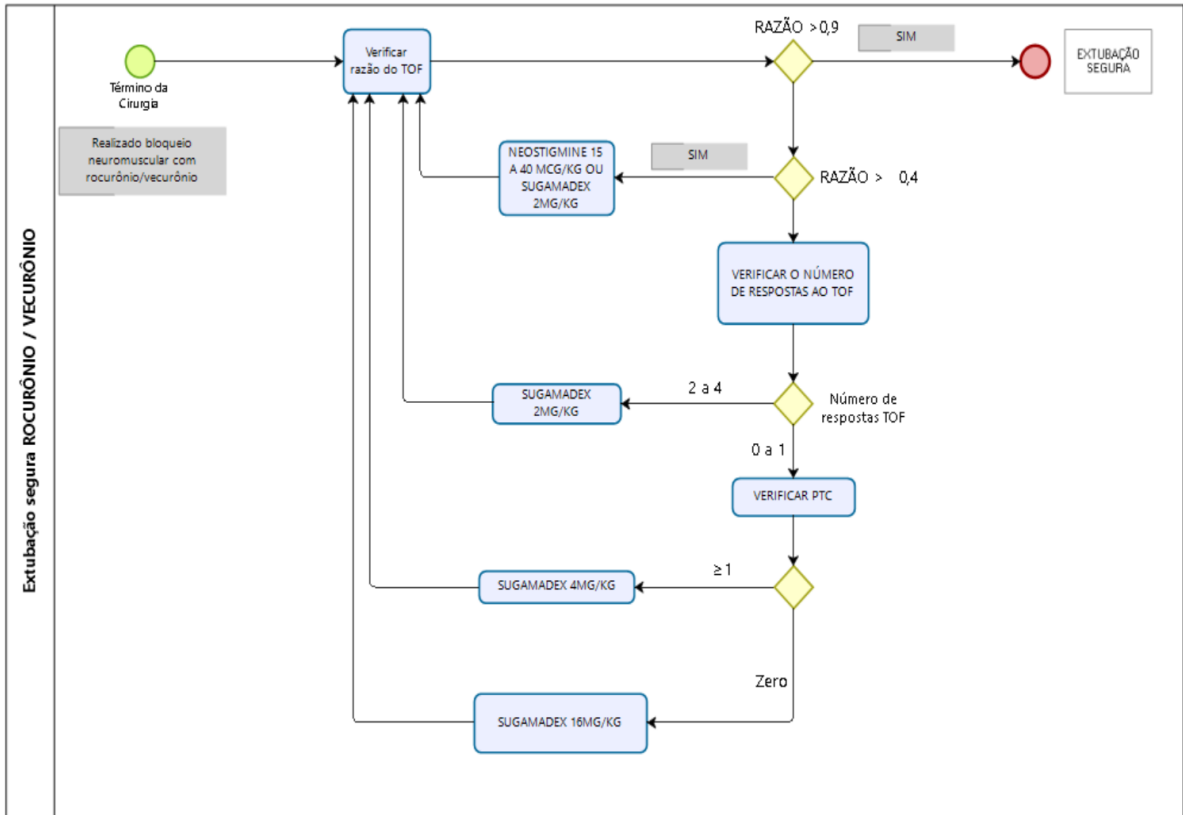 Extubação segura ROCURÔNIO / VECURÔNIO
Término da
Cirurgia
Realizado bloqueio
neuromuscular com
rocurônio/vecurônio
Verificar
razão do TOF
RAZÃO >0,9
SIM
EXTUBAÇÃO
SEGURA
NEOSTIGMINE 15
A 40 MCG/KG OU
SUGAMADEX
2MG/KG
SIM
RAZÃO > 0,4
VERIFICAR O NÚMERO
DE RESPOSTAS AO TOF
SUGAMADEX
2MG/KG
2 a 4
Número de
respostas TOF
0 a 1
VERIFICAR PTC
SUGAMADEX 4MG/KG
≥ 1
Zero
SUGAMADEX 16MG/KG